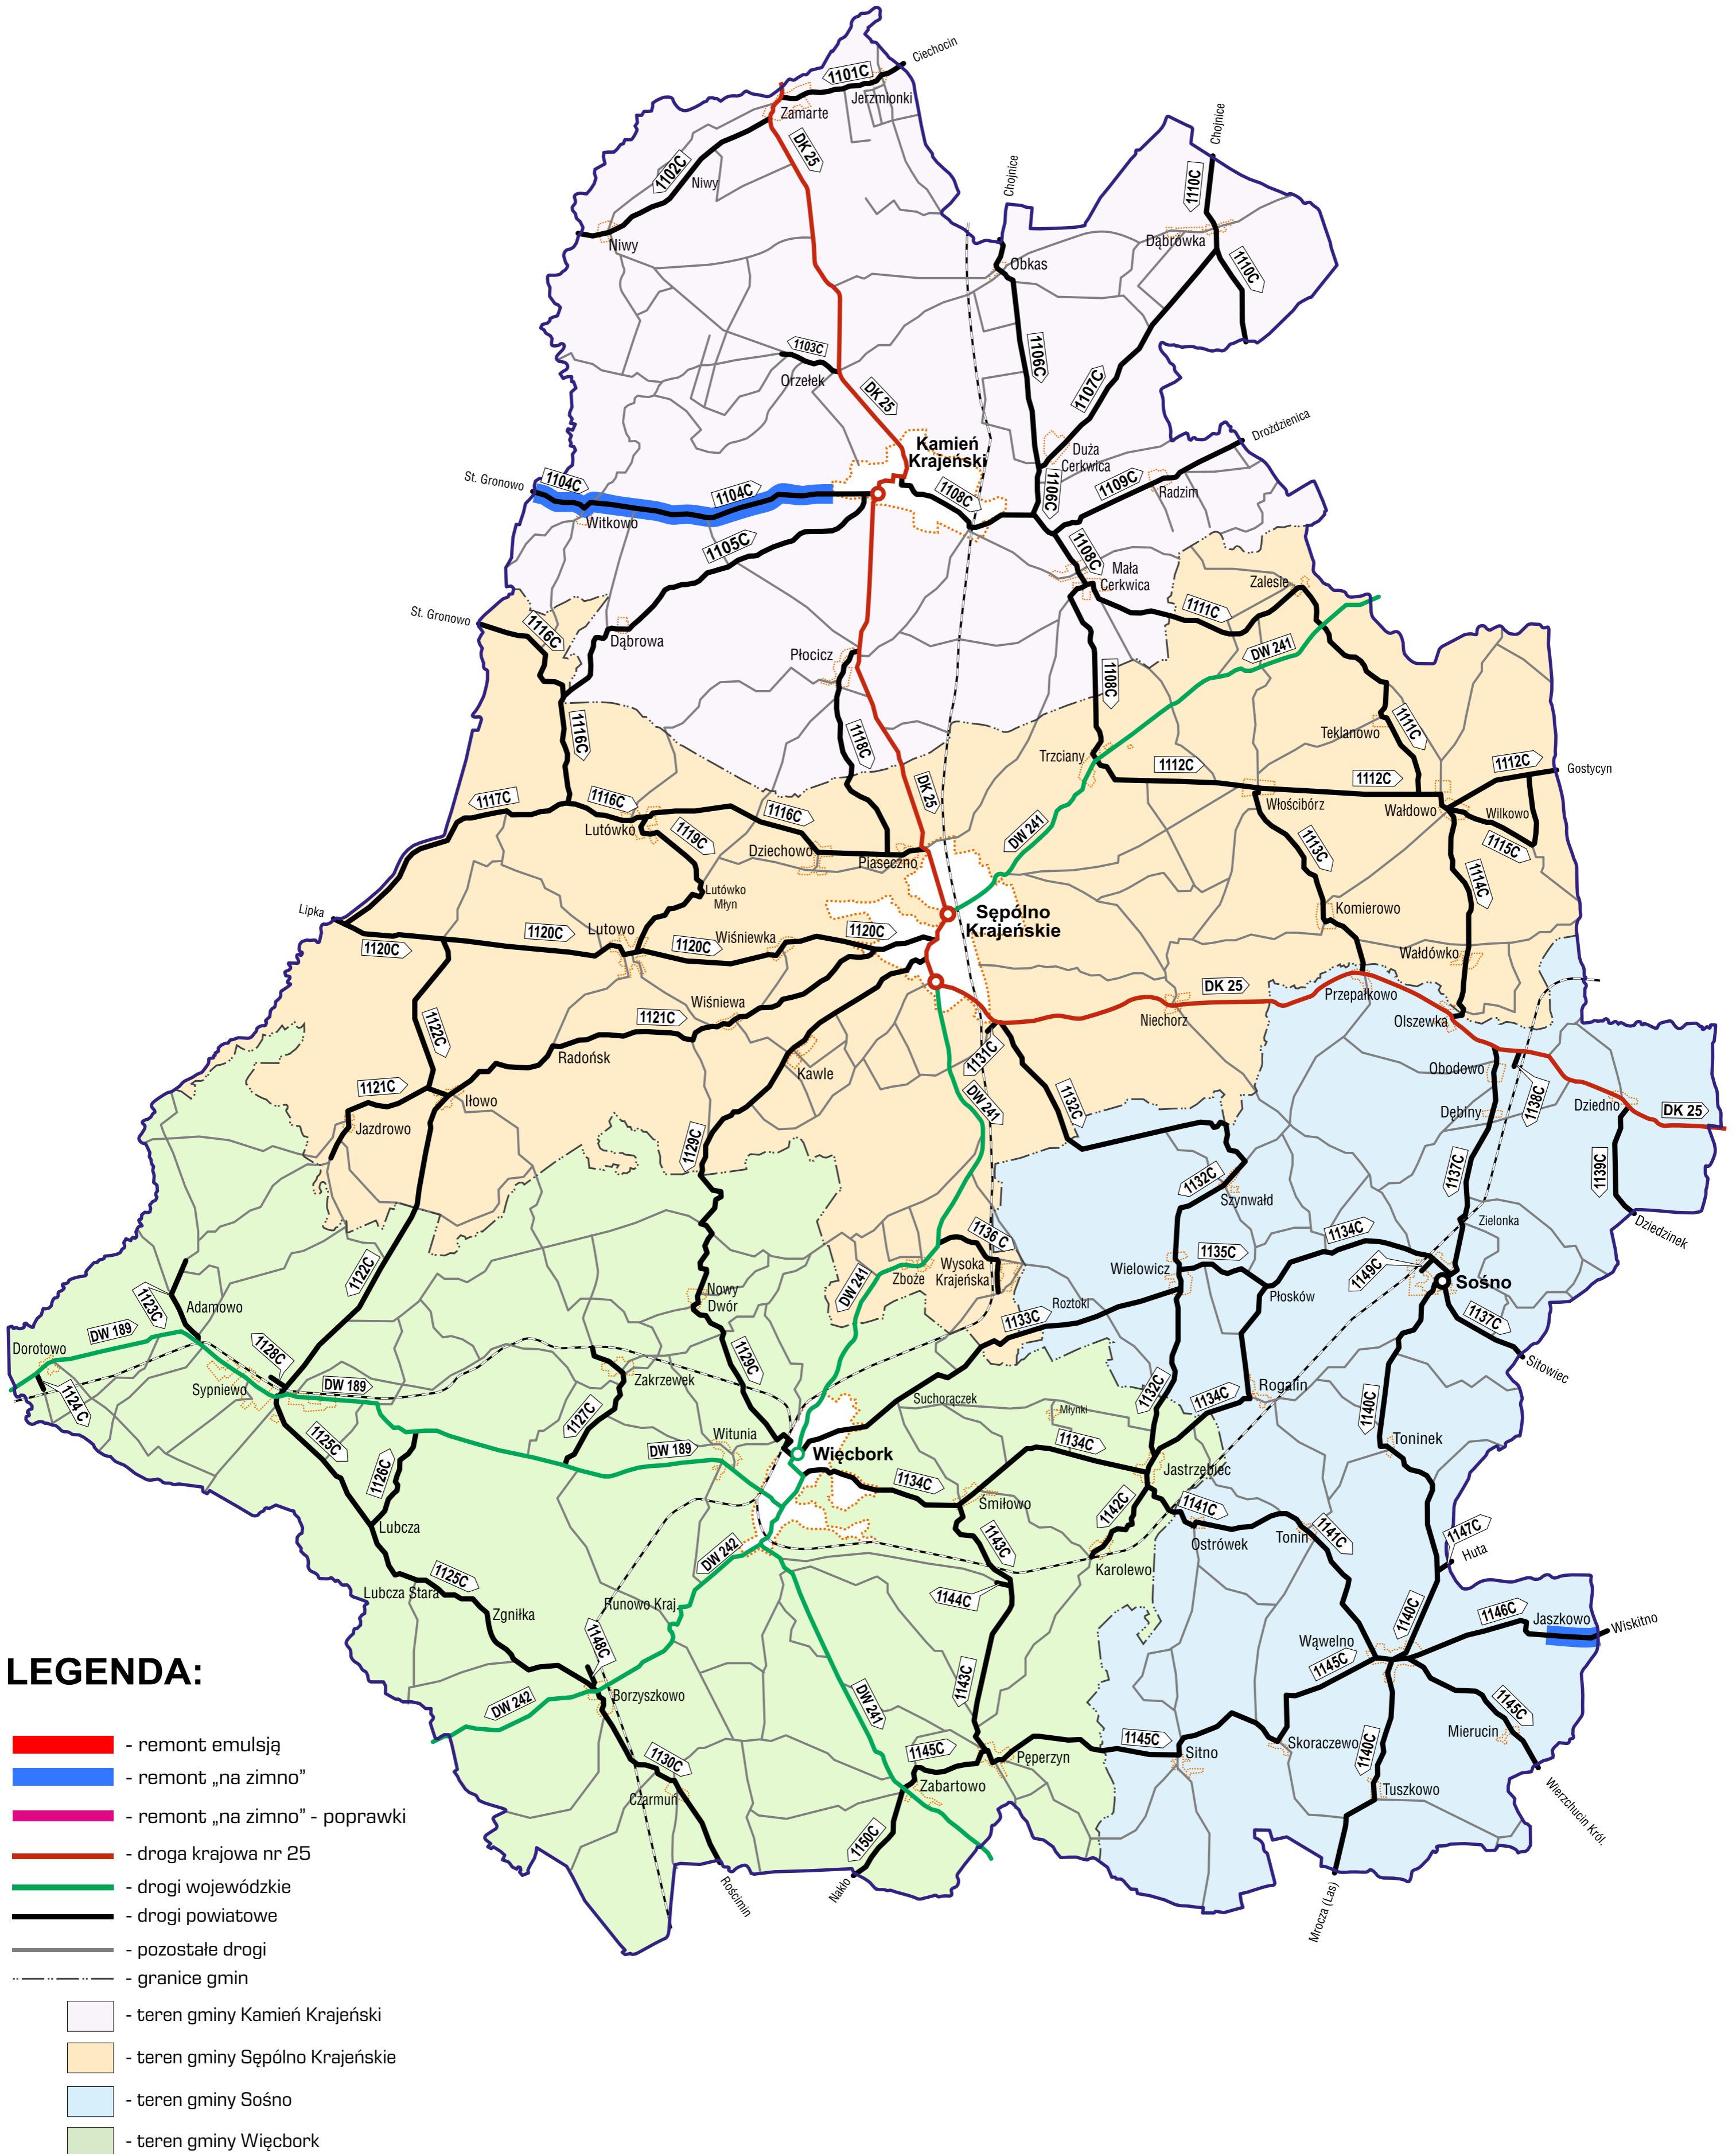 Ciechocin
1101C
Jerzmionki
Zamarte
DK 25
Chojnice
1102C
Niwy
Chojnice
1110C
Niwy
Dąbrówka
Obkas
1110C
1103C
Orzełek
1106C
1107C
DK 25
Drożdzienica
Kamień
Krajeński
Duża
Cerkwica
St. Gronowo
1104C
1104C
1108C
1106C
1109C
Radzim
Witkowo
1105C
1108C
Mała
Cerkwica
Zalesie
St. Gronowo
1116C
1111C
Dąbrowa
DW 241
Płocicz
1108C
1116C
1118C
1111C
Teklanowo
Trzciany
1112C
1112C
1112C
Gostycyn
DK 25
1117C
1116C
1116C
Włościbórz
Wałdowo
Wilkowo
Lutówko
1119C
DW 241
Dziechowo
Piaseczno
1113C
1115C
1114C
Lutówko
Młyn
Lipka
Sępólno
Krajeńskie
Komierowo
1120C
1120C
Lutowo
1120C
Wiśniewka
1120C
Wałdówko
DK 25
Przepałkowo
Wiśniewa
Niechorz
Olszewka
1121C
1122C
Radońsk
1131C
Kawle
Obodowo
1138C
1121C
Iłowo
1132C
DW 241
Dębiny
Dziedno
DK 25
Jazdrowo
1129C
1137C
1139C
1132C
Szynwałd
Zielonka
Dziedzinek
1136 C
1134C
1135C
Wysoka
Krajeńska
Zboże
Wielowicz
1149C
Sośno
1122C
DW 241
Nowy
Dwór
Płosków
Roztoki
1123C
Adamowo
1133C
1137C
DW 189
Dorotowo
1128C
Sitowiec
1129C
Zakrzewek
Sypniewo
DW 189
1124 C
1132C
Rogalin
1134C
Suchorączek
Młynki
1140C
1127C
1125C
Witunia
DW 189
Więcbork
1134C
Toninek
1126C
1134C
Jastrzębiec
Śmiłowo
1142C
1141C
Lubcza
1143C
Ostrówek
Tonin
1141C
1147C
Huta
DW 242
Karolewo
1125C
Lubcza Stara
1144C
Runowo Kraj.
Zgniłka
1140C
1146C
Jaszkowo
Wiskitno
1148C
Wąwelno
1145C
1143C
Borzyszkowo
DW 242
DW 241
1145C
Mierucin
1145C
1140C
Skoraczewo
Sitno
1145C
Pęperzyn
1130C
Zabartowo
Tuszkowo
Wierzchucin Król.
Czarmuń
1150C
Rościmin
Nakło
Mrocza (Las)
LEGENDA:
- remont emulsją
- remont „na zimno”
- remont „na zimno” - poprawki
- droga krajowa nr 25
- drogi wojewódzkie
- drogi powiatowe
- pozostałe drogi
- granice gmin
- teren gminy Kamień Krajeński
- teren gminy Sępólno Krajeńskie
- teren gminy Sośno
- teren gminy Więcbork